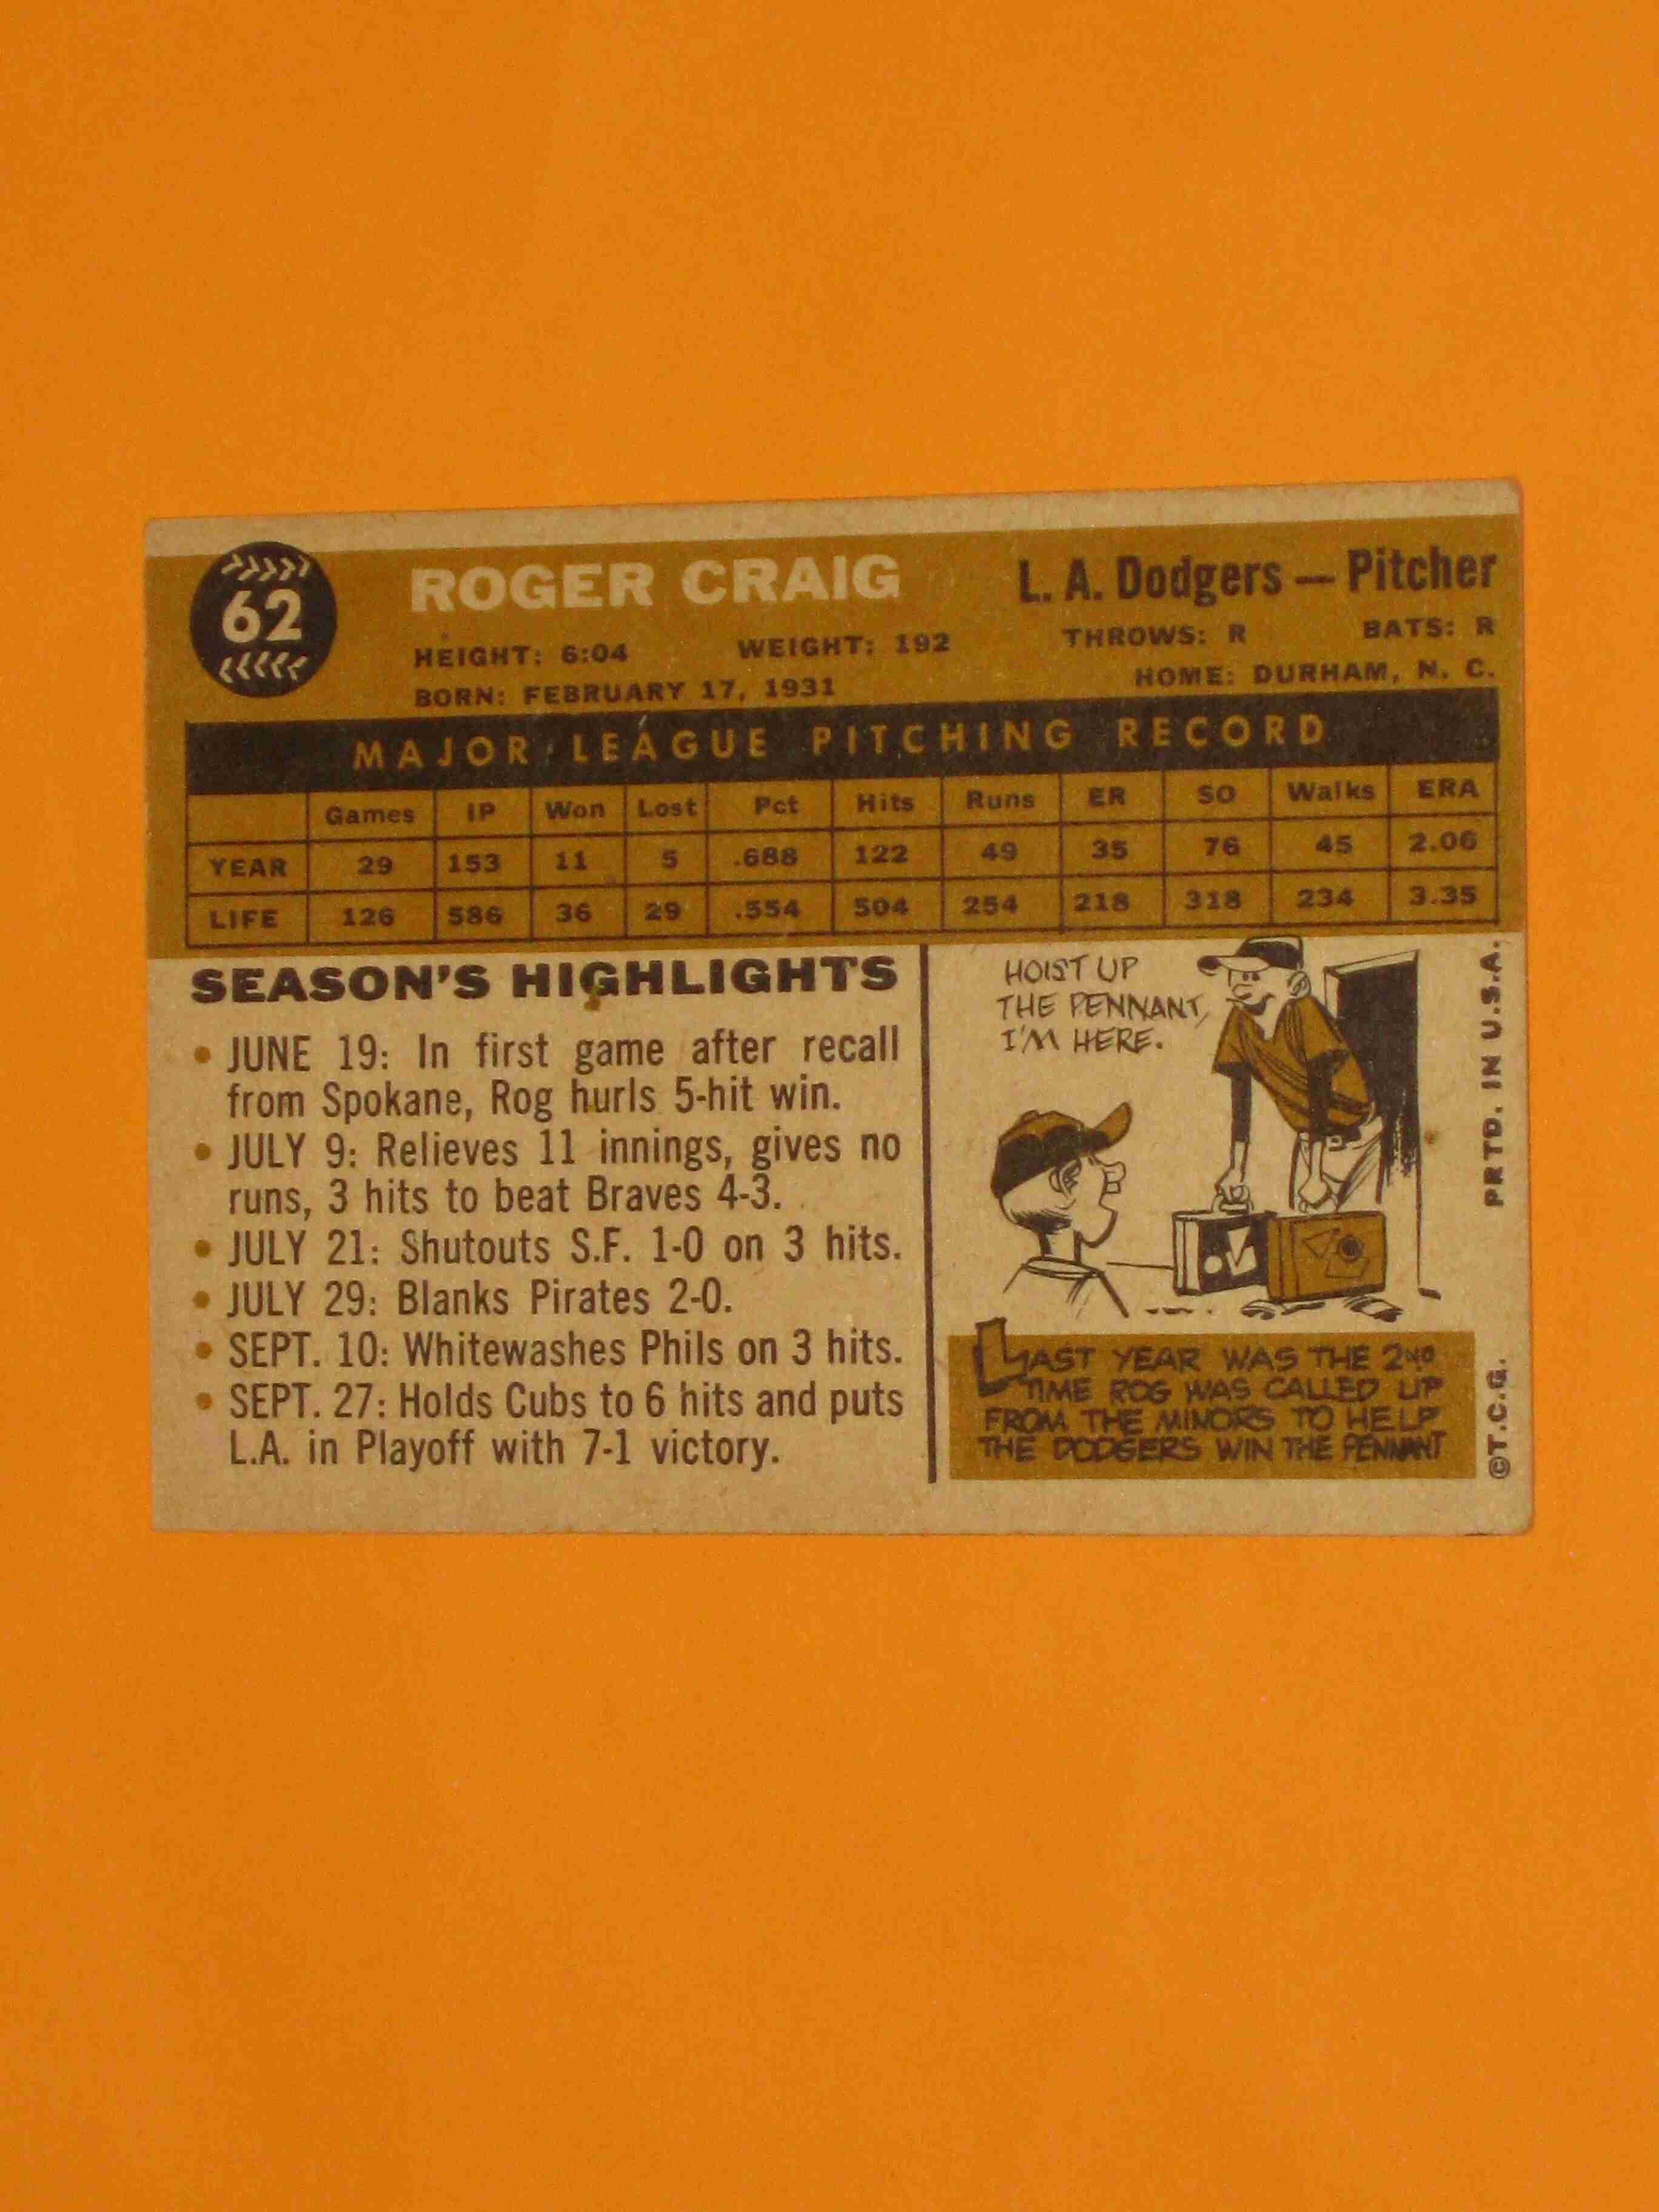 62
ROGER CRAIG
L. A. Dodgers — Pitcher
HEIGHT: 6:04 WEIGHT: 192 THROWS: R BATS: R
BORN: FEBRUARY 17, 1931 HOME: DURHAM, N. C.
MAJOR LEAGUE PITCHING RECORD
Games IP Won Lost Pct Hits Runs ER SO Walks ERA
YEAR 29 153 11 5 .688 122 49 35 76 45 2.06
LIFE 126 586 36 29 .554 504 254 218 318 234 3.35
SEASON'S HIGHLIGHTS
• JUNE 19: In first game after recall
from Spokane, Rog hurls 5-hit win.
• JULY 9: Relieves 11 innings, gives no
runs, 3 hits to beat Braves 4-3.
• JULY 21: Shutouts S.F. 1-0 on 3 hits.
• JULY 29: Blanks Pirates 2-0.
• SEPT. 10: Whitewashes Phils on 3 hits.
• SEPT. 27: Holds Cubs to 6 hits and puts
L.A. in Playoff with 7-1 victory.
HOIST UP
THE PENNANT,
I'M HERE.
LAST YEAR WAS THE 2ND
TIME ROG WAS CALLED UP
FROM THE MINORS TO HELP
THE DODGERS WIN THE PENNANT
©T.C.G. PRTD. IN U.S.A.